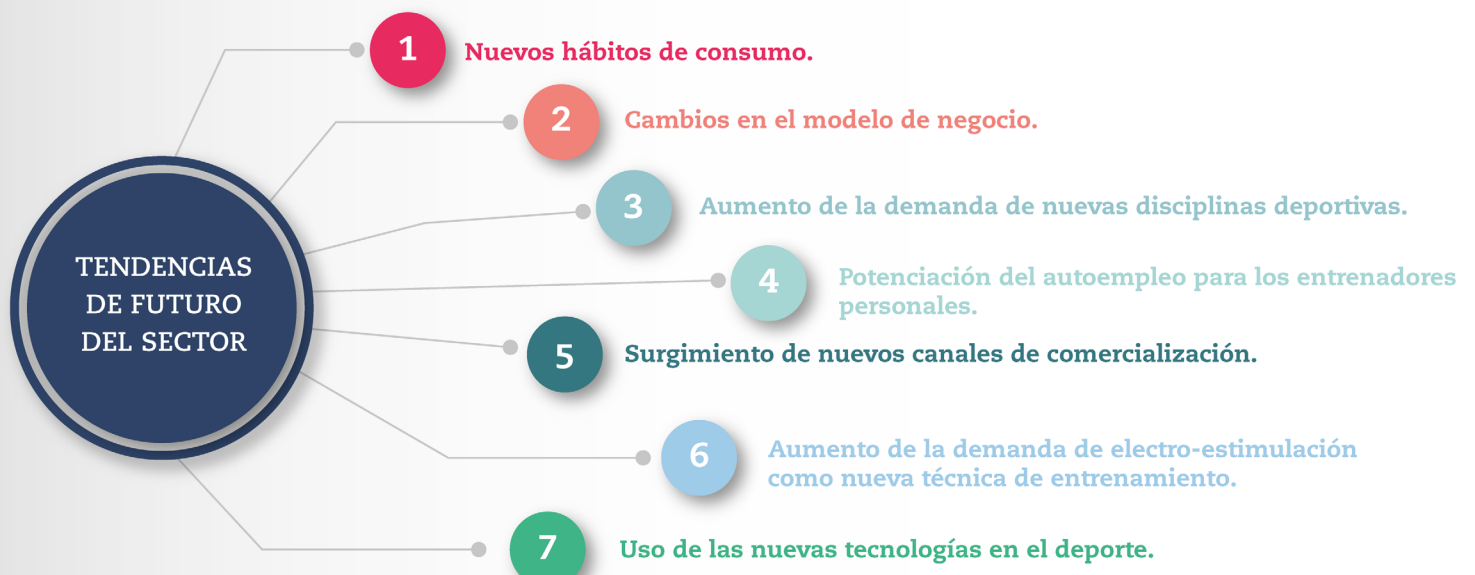 1
Nuevos hábitos de consumo.
2
Cambios en el modelo de negocio.
3
Aumento de la demanda de nuevas disciplinas deportivas.
TENDENCIAS
DE FUTURO
DEL SECTOR
4
Potenciación del autoempleo para los entrenadores
personales.
5
Surgimiento de nuevos canales de comercialización.
6
Aumento de la demanda de electro-estimulación
como nueva técnica de entrenamiento.
7
Uso de las nuevas tecnologías en el deporte.